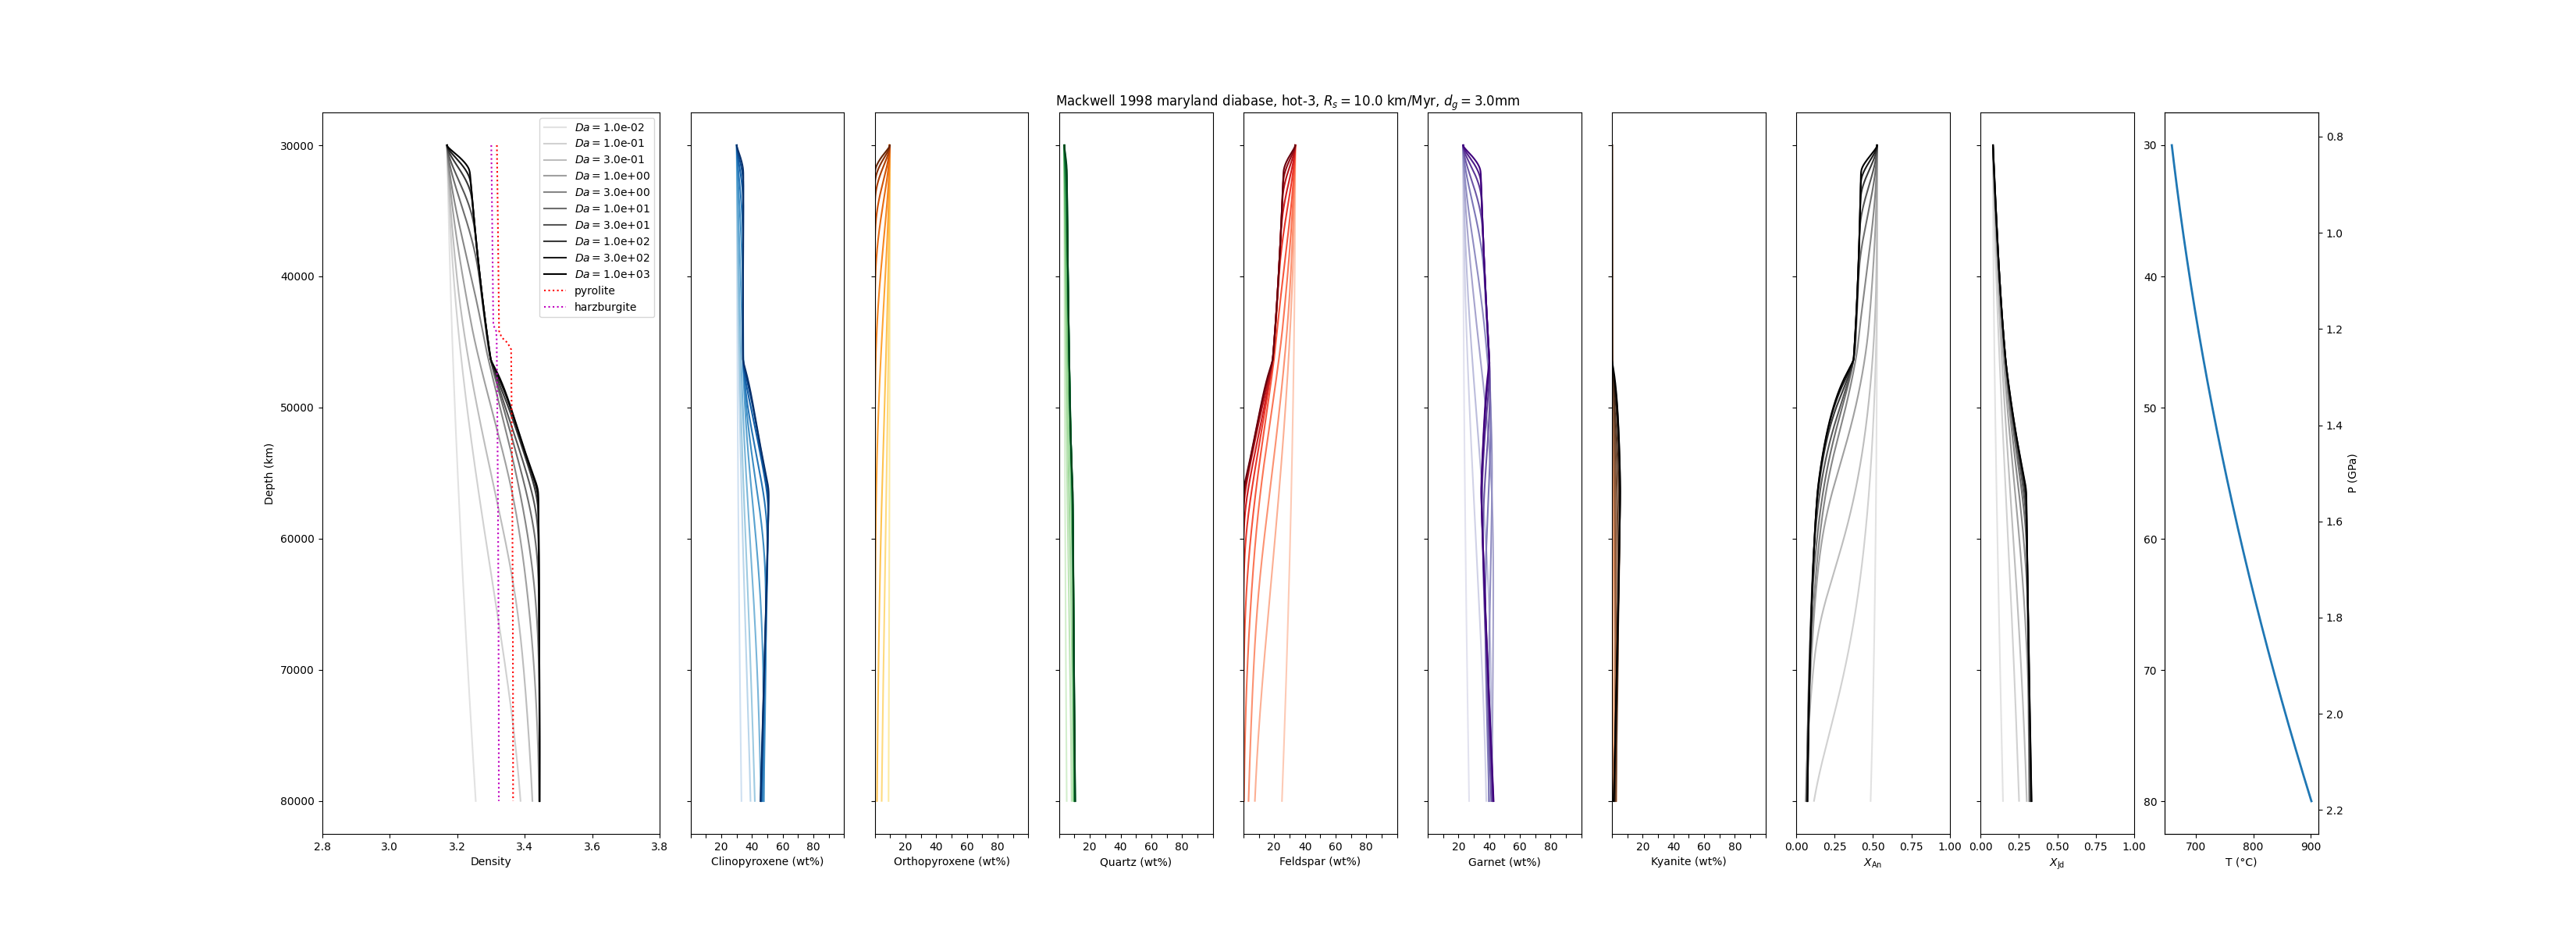 Mackwell 1998 maryland diabase, hot-3, Rs = 10.0 km/Myr, dg = 3.0mm
Da = 1.0e-02
Da = 1.0e-01
Da = 3.0e-01
Da = 1.0e+00
Da = 3.0e+00
Da = 1.0e+01
Da = 3.0e+01
Da = 1.0e+02
Da = 3.0e+02
Da = 1.0e+03
pyrolite
harzburgite
30000
40000
50000
60000
70000
80000
Depth (km)
2.8 3.0 3.2 3.4 3.6 3.8
Density
20 40 60 80
Clinopyroxene (wt%)
20 40 60 80
Orthopyroxene (wt%)
20 40 60 80
Quartz (wt%)
20 40 60 80
Feldspar (wt%)
20 40 60 80
Garnet (wt%)
20 40 60 80
Kyanite (wt%)
0.00 0.25 0.50 0.75 1.00
XAn
0.00 0.25 0.50 0.75 1.00
XJd
30
40
50
60
70
80
700 800 900
T (°C)
0.8
1.0
1.2
1.4
1.6
1.8
2.0
2.2
P (GPa)